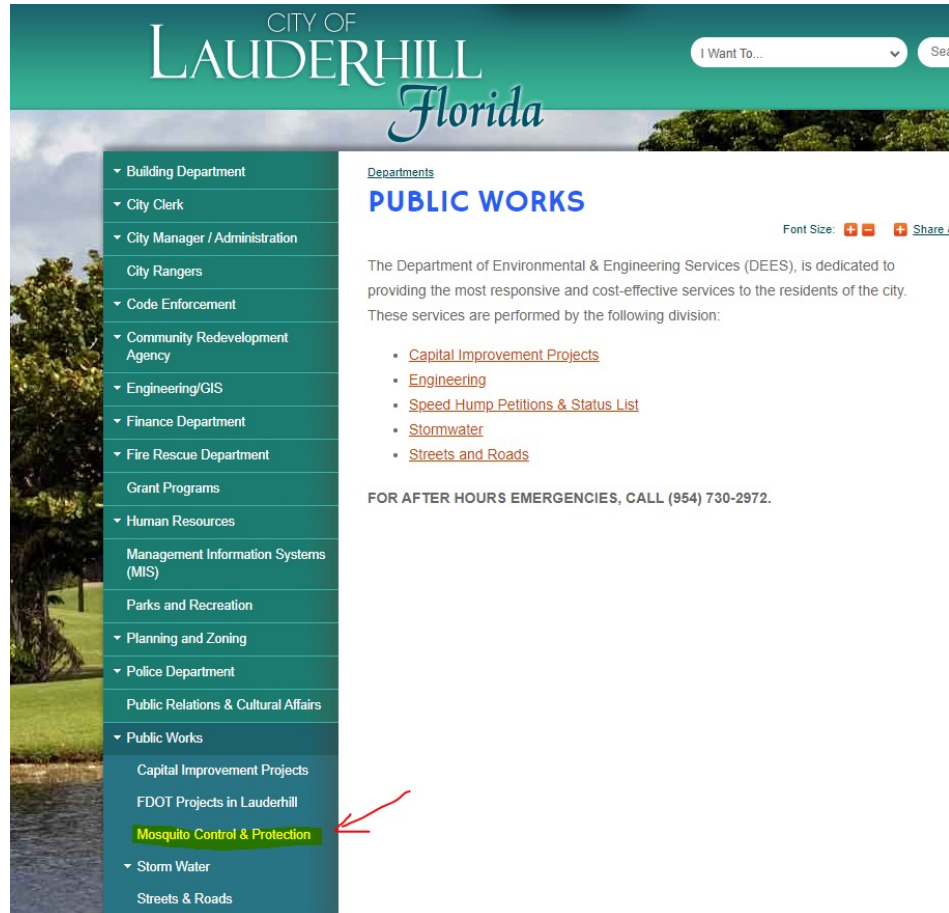 CITY OF
LAUDERHILL
Florida
I Want To...
Building Department
City Clerk
City Manager / Administration
City Rangers
Code Enforcement
Community Redevelopment
Agency
Engineering/GIS
Finance Department
Fire Rescue Department
Grant Programs
Human Resources
Management Information Systems
(MIS)
Parks and Recreation
Planning and Zoning
Police Department
Public Relations & Cultural Affairs
Public Works
Capital Improvement Projects
FDOT Projects in Lauderhill
Mosquito Control & Protection
Storm Water
Streets & Roads
Departments
PUBLIC WORKS
Font Size:
Share
The Department of Environmental & Engineering Services (DEES), is dedicated to
providing the most responsive and cost-effective services to the residents of the city.
These services are performed by the following division:
Capital Improvement Projects
Engineering
Speed Hump Petitions & Status List
Stormwater
Streets and Roads
FOR AFTER HOURS EMERGENCIES, CALL (954) 730-2972.